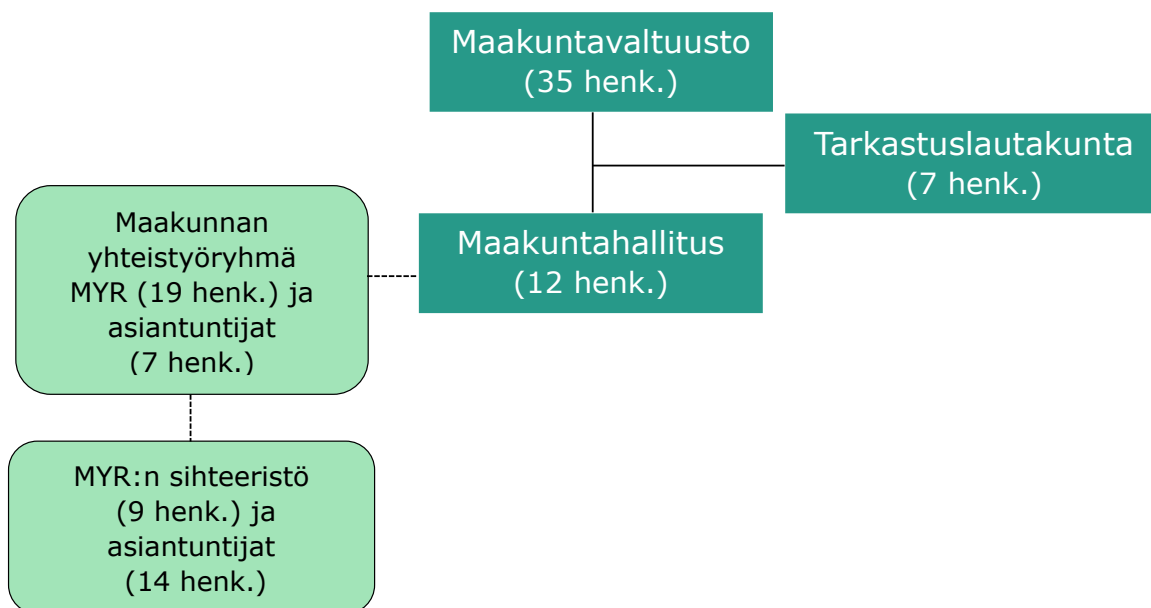 Maakuntavaltuusto
(35 henk.)
Tarkastuslautakunta
(7 henk.)
Maakuntahallitus
(12 henk.)
Maakunnan
yhteistyöryhmä
MYR (19 henk.) ja
asiantuntijat
(7 henk.)
MYR:n sihteeristö
(9 henk.) ja
asiantuntijat
(14 henk.)